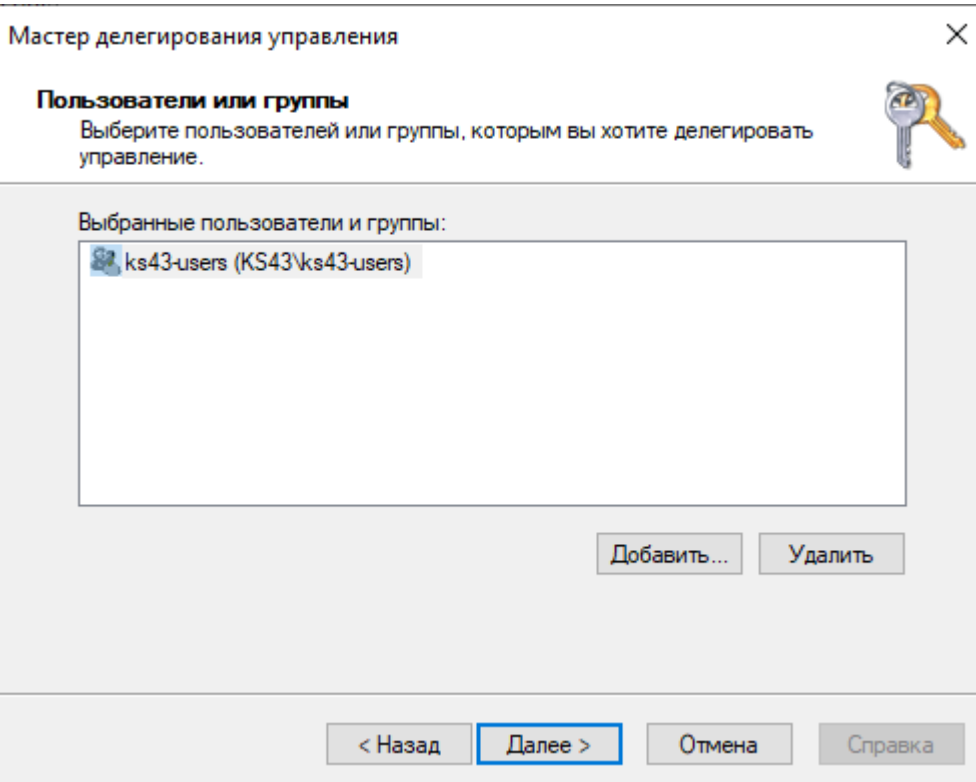 Мастер делегирования управления
Пользователи или группы
Выберите пользователей или группы, которым вы хотите делегировать
управление.
Выбранные пользователи и группы:
ks43-users (KS43\ks43-users)
Добавить...
Удалить
< Назад
Далее >
Отмена
Справка